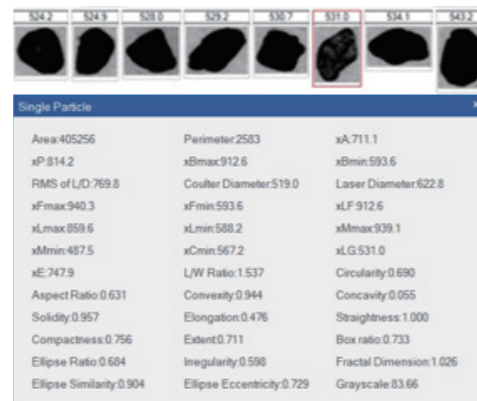 524.2 524.9 528.0 529.2 530.7 531.0 534.1 543.2
Single Particle x
Area:405256 Perimeter:2583 xA:711.1
xP:814.2 xBmax:912.6 xBmin:593.6
RMS of L/D:769.8 Coulter Diameter:519.0 Laser Diameter:622.8
xFmax:940.3 xFmin:593.6 xLF:912.6
xLmax:859.6 xLmin:588.2 xMmax:939.1
xMmin:487.5 xCmin:567.2 xLG:531.0
xE:747.9 L/W Ratio:1.537 Circularity:0.690
Aspect Ratio:0.631 Convexity:0.944 Concavity:0.055
Solidity:0.957 Elongation:0.476 Straightness:1.000
Compactness:0.756 Extent:0.711 Box ratio:0.733
Ellipse Ratio:0.684 Irregularity:0.598 Fractal Dimension:1.026
Ellipse Similarity:0.904 Ellipse Eccentricity:0.729 Grayscale:83.66